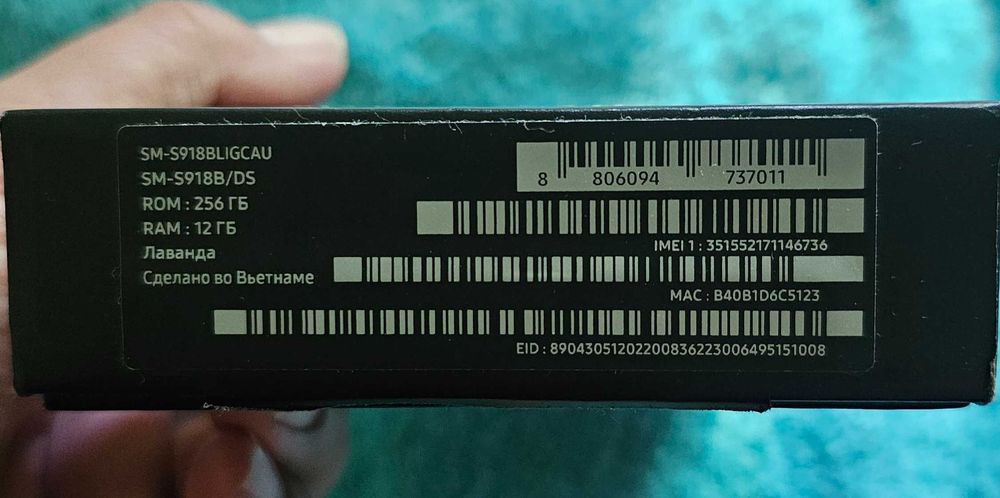 SM-S918BLIGCAU
SM-S918B/DS
ROM : 256 ГБ
RAM : 12 ГБ
Лаванда
Сделано во Вьетнаме
8 806094 737011
IMEI 1 : 351552171146736
MAC : B40B1D6C5123
EID : 89043051202200836223006495151008